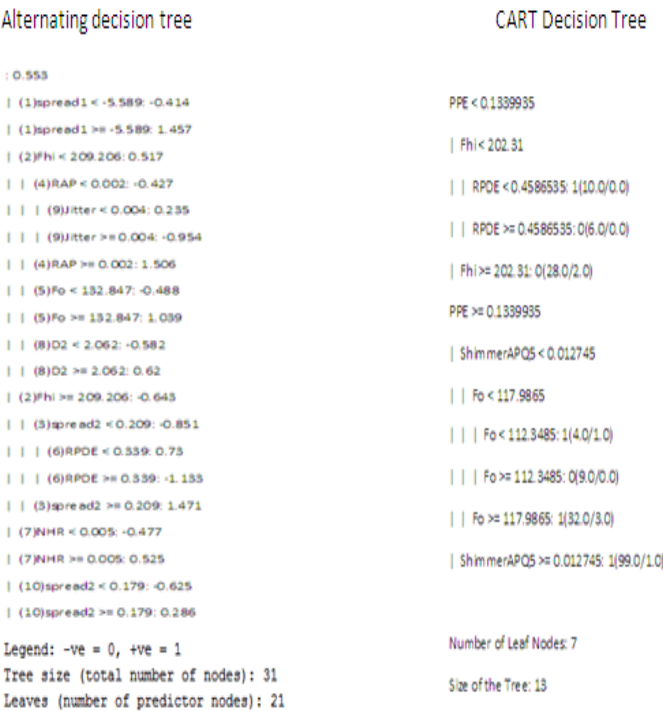 Alternating decision tree
: 0.553
| (1)spread1 < -5.589: -0.414
| (1)spread1 >= -5.589: 1.457
| (2)Fhi < 209.206: 0.517
| | (4)RAP < 0.002: -0.427
| | | (9)Jitter < 0.004: 0.235
| | | (9)Jitter >= 0.004: -0.954
| | (4)RAP >= 0.002: 1.506
| | (5)Fo < 132.847: -0.488
| | (5)Fo >= 132.847: 1.039
| | (8)D2 < 2.062: -0.582
| | (8)D2 >= 2.062: 0.62
| (2)Fhi >= 209.206: -0.643
| | (3)spread2 < 0.209: -0.851
| | | (6)RPDE < 0.339: 0.73
| | | (6)RPDE >= 0.339: -1.133
| | (3)spread2 >= 0.209: 1.471
| (7)NHR < 0.005: -0.477
| (7)NHR >= 0.005: 0.525
| (10)spread2 < 0.179: -0.625
| (10)spread2 >= 0.179: 0.286
Legend: -ve = 0, +ve = 1
Tree size (total number of nodes): 31
Leaves (number of predictor nodes): 21
CART Decision Tree
PPE < 0.1339935
| Fhi < 202.31
| | RPDE < 0.4586535: 1(10.0/0.0)
| | RPDE >= 0.4586535: 0(6.0/0.0)
| Fhi >= 202.31: 0(28.0/2.0)
PPE >= 0.1339935
| ShimmerAPQ5 < 0.012745
| | Fo < 117.9865
| | | Fo < 112.3485: 1(4.0/1.0)
| | | Fo >= 112.3485: 0(9.0/0.0)
| | Fo >= 117.9865: 1(32.0/3.0)
| ShimmerAPQ5 >= 0.012745: 1(99.0/1.0)
Number of Leaf Nodes: 7
Size of the Tree: 13